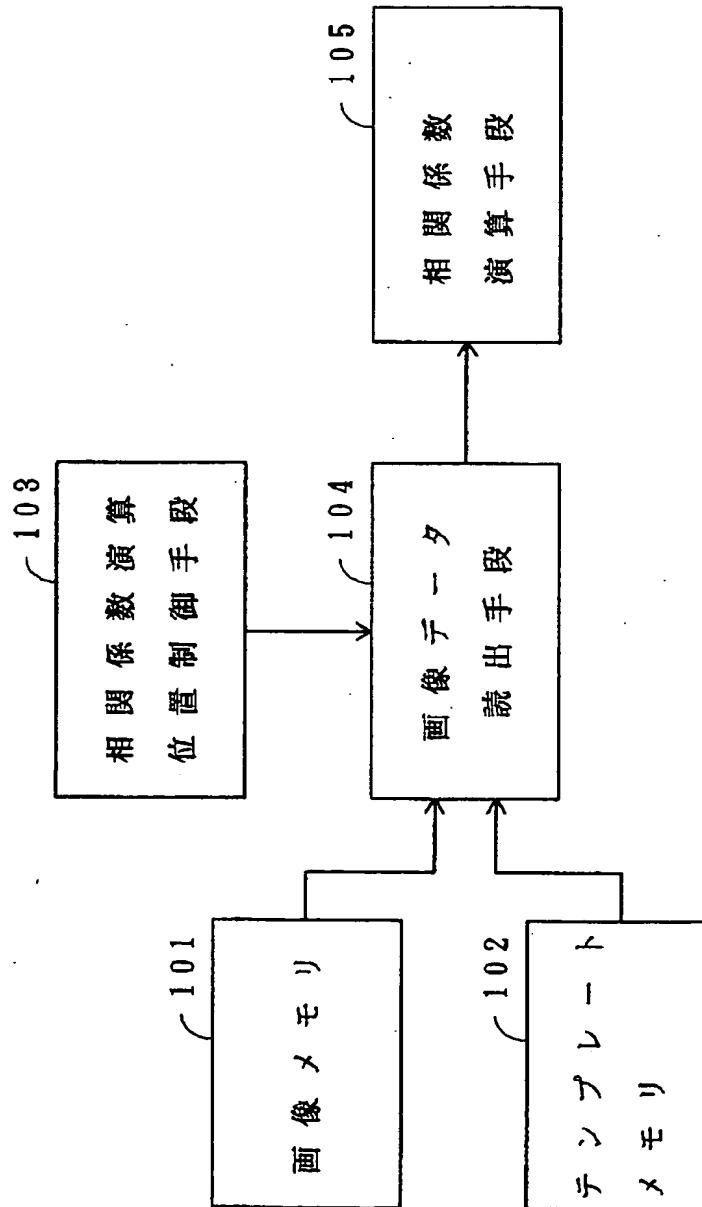 101
画像メモリ
102
テンプレート
メモリ
103
相関係数演算
位置制御手段
104
画像データ
読出手段
105
相関係数
演算手段